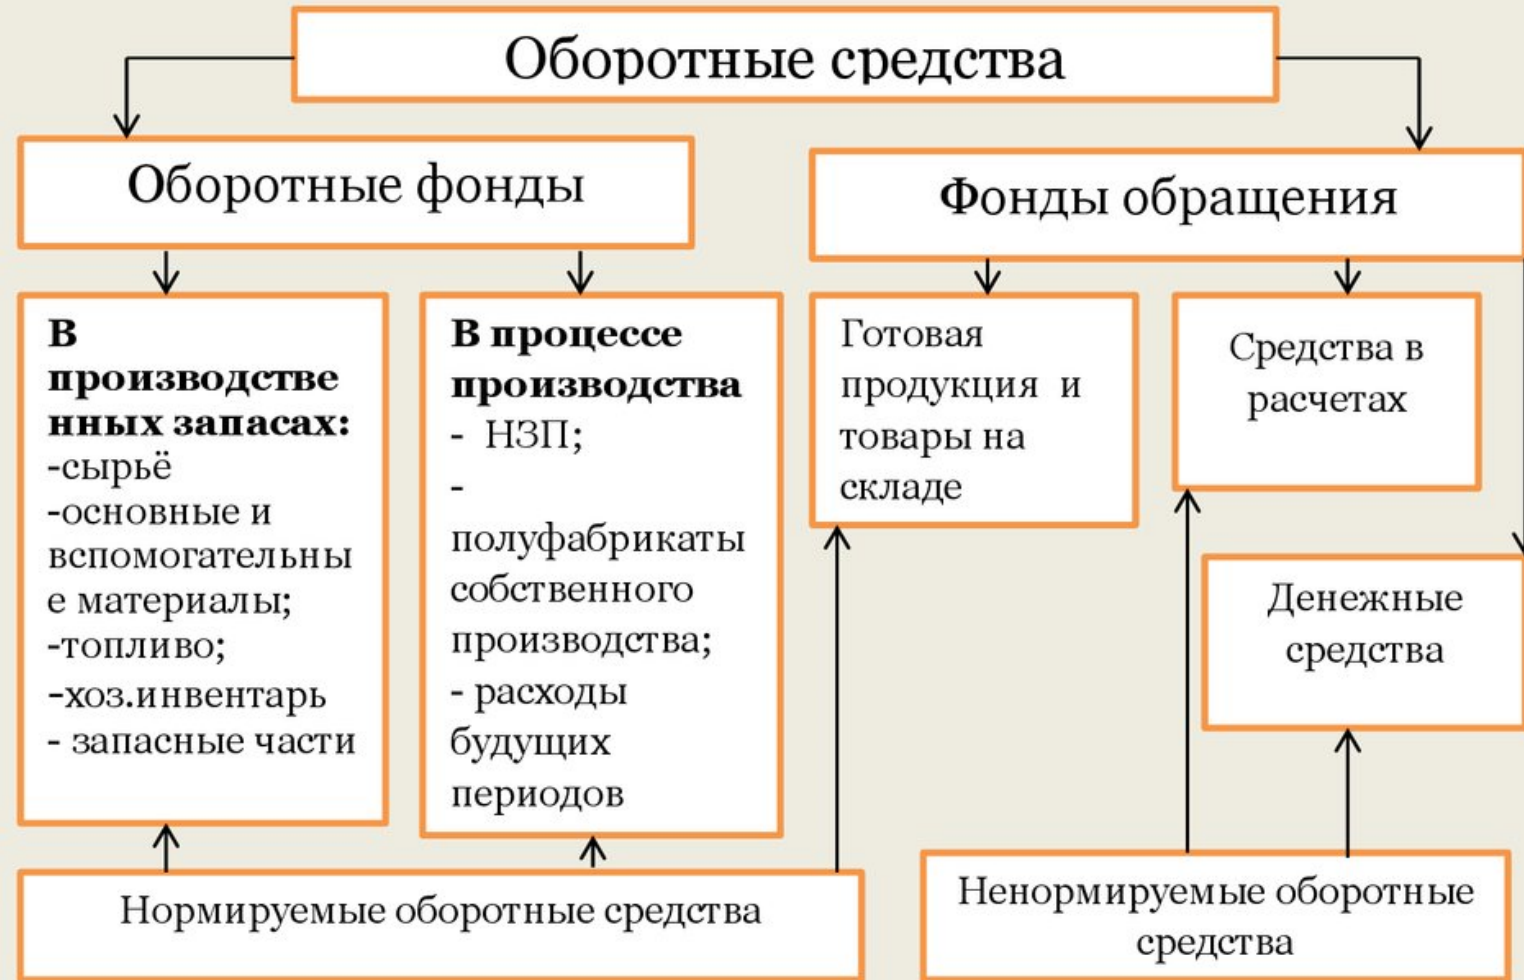 Оборотные средства
Оборотные фонды
Фонды обращения
В
производстве
нных запасах:
-сырьё
-основные и
вспомогательны
е материалы;
-топливо;
-хоз.инвентарь
- запасные части
В процессе
производства
- НЗП;
-
полуфабрикаты
собственного
производства;
- расходы
будущих
периодов
Готовая
продукция и
товары на
складе
Средства в
расчетах
Денежные
средства
Нормируемые оборотные средства
Ненормируемые оборотные
средства